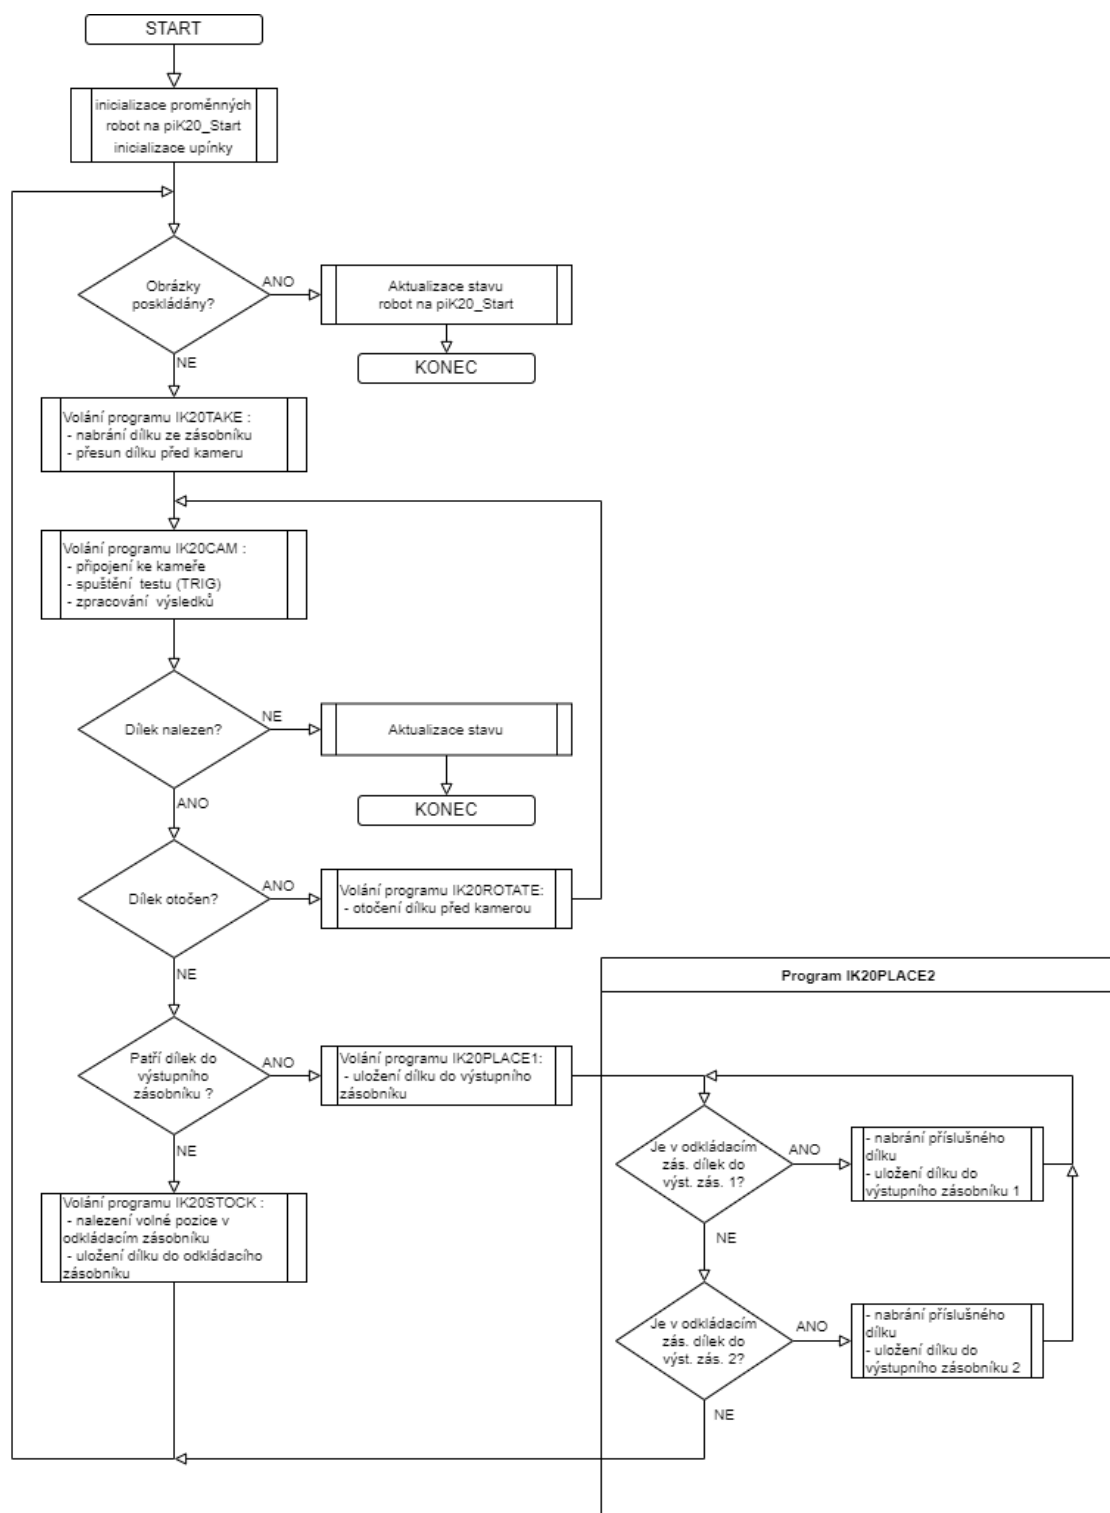 START
inicializace proměnných
robot na piK20_Start
inicializace upínky
Obrázky
poskládány?
ANO
Aktualizace stavu
robot na piK20_Start
KONEC
NE
Volání programu IK20TAKE :
- nabrání dílku ze zásobníku
- přesun dílku před kameru
Volání programu IK20CAM :
- připojení ke kameře
- spuštění testu (TRIG)
- zpracování výsledků
Dílek nalezen?
NE
Aktualizace stavu
KONEC
ANO
Dílek otočen?
ANO
Volání programu IK20ROTATE:
- otočení dílku před kamerou
NE
Patří dílek do
výstupního
zásobníku ?
ANO
Volání programu IK20PLACE1:
- uložení dílku do výstupního
zásobníku
NE
Volání programu IK20STOCK :
- nalezení volné pozice v
odkládacím zásobníku
- uložení dílku do odkládacího
zásobníku
Program IK20PLACE2
Je v odkládacím
zás. dílek do
výst. zás. 1?
ANO
- nabrání příslušného
dílku
- uložení dílku do
výstupního zásobníku 1
NE
Je v odkládacím
zás. dílek do
výst. zás. 2?
ANO
- nabrání příslušného
dílku
- uložení dílku do
výstupního zásobníku 2
NE